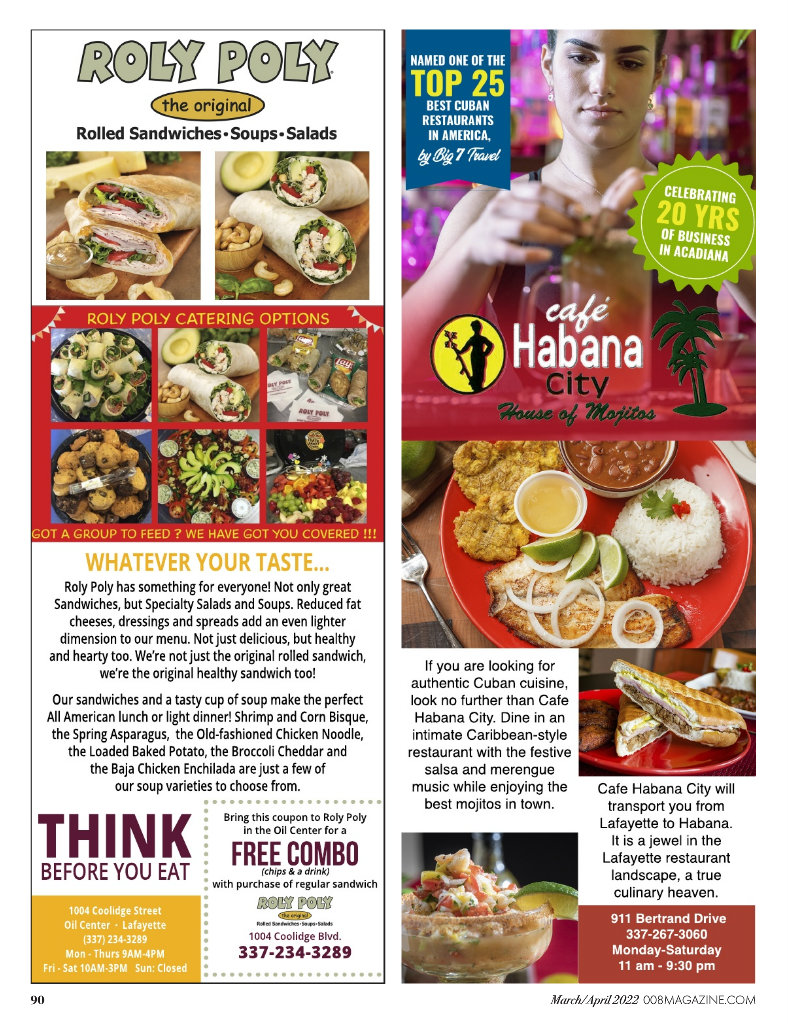 ROLY POLY
the original
Rolled Sandwiches•Soups•Salads
ROLY POLY CATERING OPTIONS
ROLY POLY
GOT A GROUP TO FEED ? WE HAVE GOT YOU COVERED !!!
WHATEVER YOUR TASTE...
Roly Poly has something for everyone! Not only great
Sandwiches, but Specialty Salads and Soups. Reduced fat
cheeses, dressings and spreads add an even lighter
dimension to our menu. Not just delicious, but healthy
and hearty too. We’re not just the original rolled sandwich,
we’re the original healthy sandwich too!
Our sandwiches and a tasty cup of soup make the perfect
All American lunch or light dinner! Shrimp and Corn Bisque,
the Spring Asparagus, the Old-fashioned Chicken Noodle,
the Loaded Baked Potato, the Broccoli Cheddar and
the Baja Chicken Enchilada are just a few of
our soup varieties to choose from.
THINK
BEFORE YOU EAT
1004 Coolidge Street
Oil Center · Lafayette
(337) 234-3289
Mon - Thurs 9AM-4PM
Fri - Sat 10AM-3PM Sun: Closed
Bring this coupon to Roly Poly
in the Oil Center for a
FREE COMBO
(chips & a drink)
with purchase of regular sandwich
ROLY POLY
the original
Rolled Sandwiches•Soups•Salads
1004 Coolidge Blvd.
337-234-3289
NAMED ONE OF THE
TOP 25
BEST CUBAN
RESTAURANTS
IN AMERICA,
by Big 7 Travel
CELEBRATING
20 YRS
OF BUSINESS
IN ACADIANA
café
Habana
City
House of Mojitos
If you are looking for
authentic Cuban cuisine,
look no further than Cafe
Habana City. Dine in an
intimate Caribbean-style
restaurant with the festive
salsa and merengue
music while enjoying the
best mojitos in town.
Cafe Habana City will
transport you from
Lafayette to Habana.
It is a jewel in the
Lafayette restaurant
landscape, a true
culinary heaven.
911 Bertrand Drive
337-267-3060
Monday-Saturday
11 am - 9:30 pm
90
March/April 2022 008MAGAZINE.COM